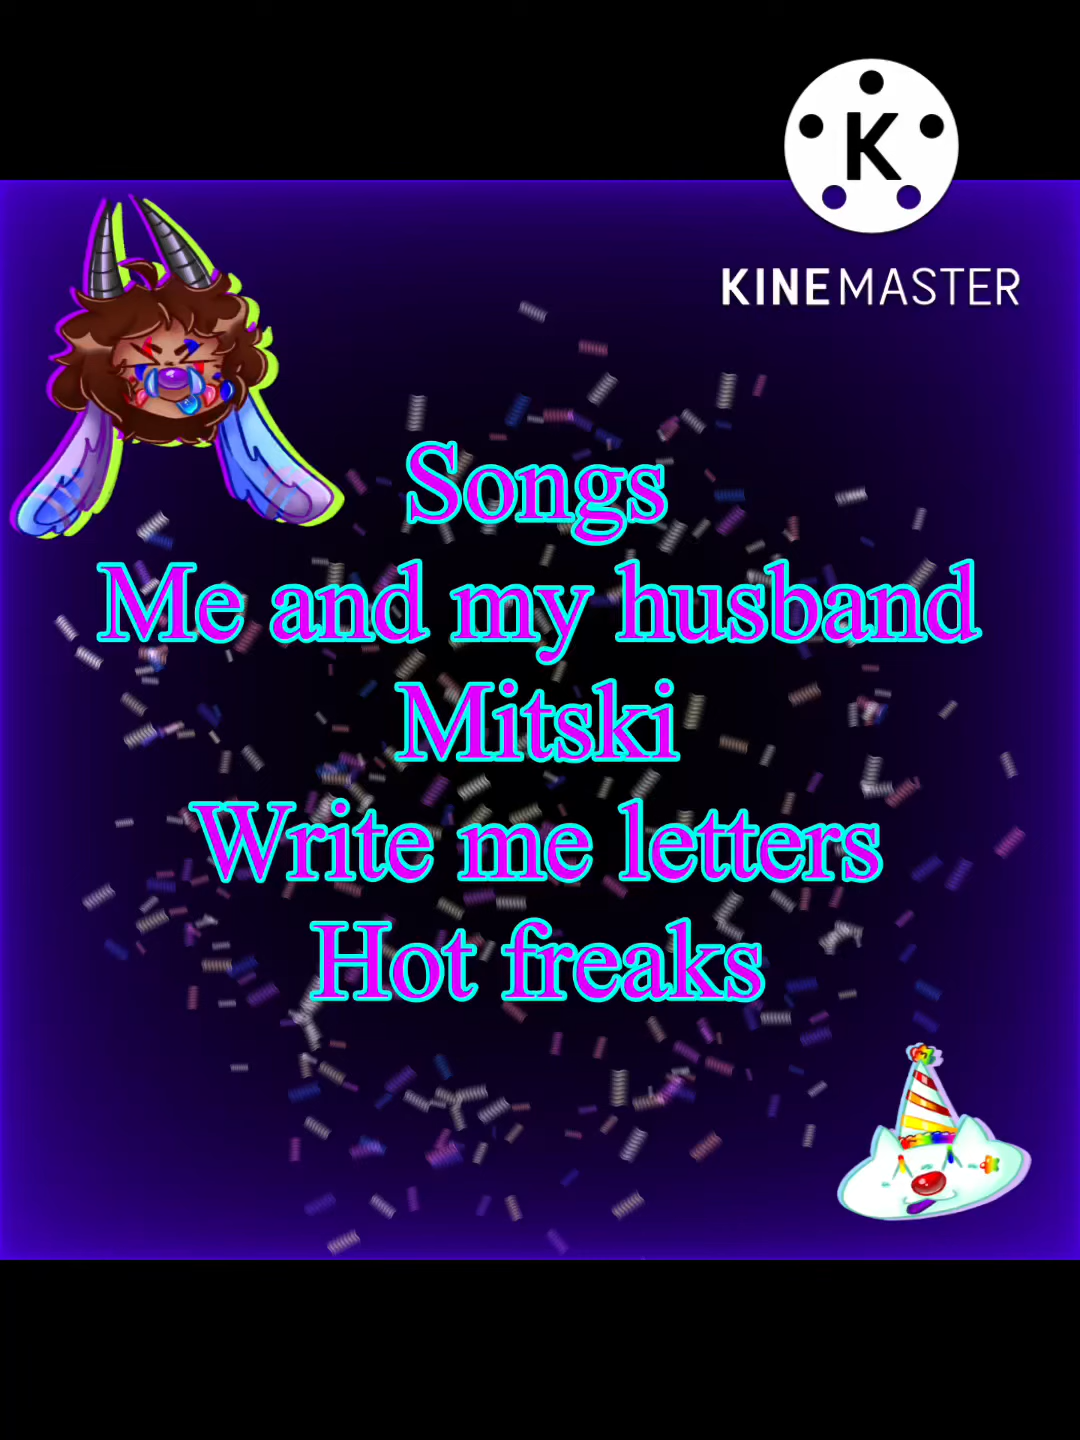 K
KINEMASTER
Songs
Me and my husband
Mitski
Write me letters
Hot freaks